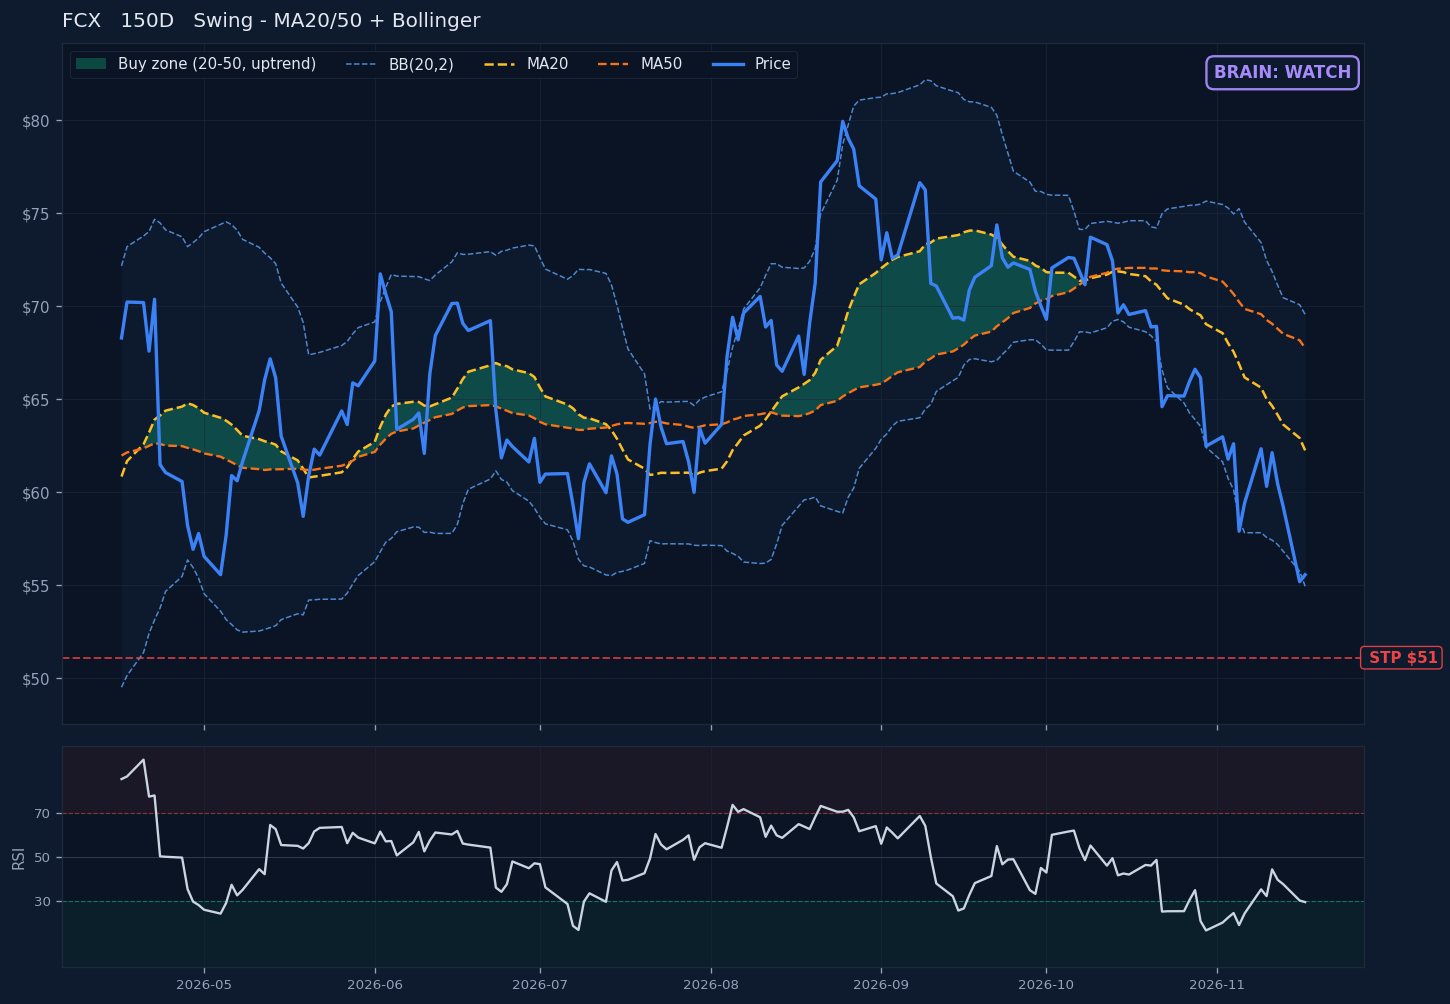 FCX   150D   Swing - MA20/50 + Bollinger
Buy zone (20-50, uptrend)   BB(20,2)   MA20   MA50   Price
BRAIN: WATCH
$80
$75
$70
$65
$60
$55
$50
STP $51
70
50
30
RSI
2026-05   2026-06   2026-07   2026-08   2026-09   2026-10   2026-11